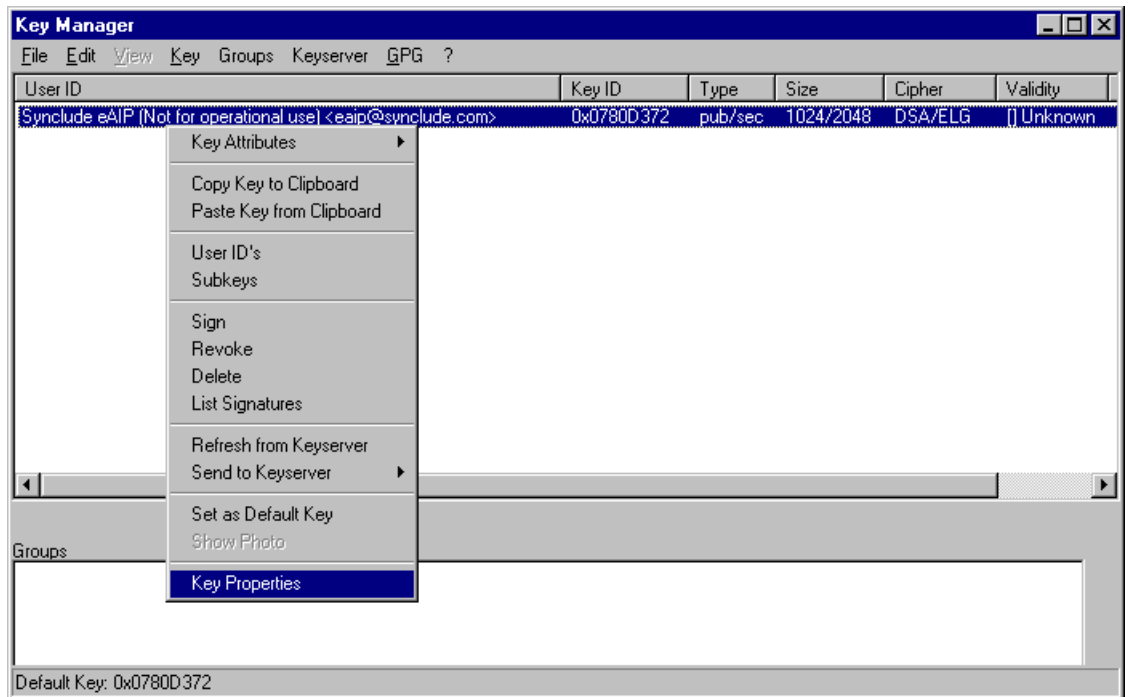 Key Manager
File Edit View Key Groups Keyserver GPG ?
User ID Key ID Type Size Cipher Validity
Synclude eAIP (Not for operational use) <eaip@synclude.com> 0x0780D372 pub/sec 1024/2048 DSA/ELG [] Unknown
Key Attributes
Copy Key to Clipboard
Paste Key from Clipboard
User ID's
Subkeys
Sign
Revoke
Delete
List Signatures
Refresh from Keyserver
Send to Keyserver
Set as Default Key
Show Photo
Groups
Key Properties
Default Key: 0x0780D372